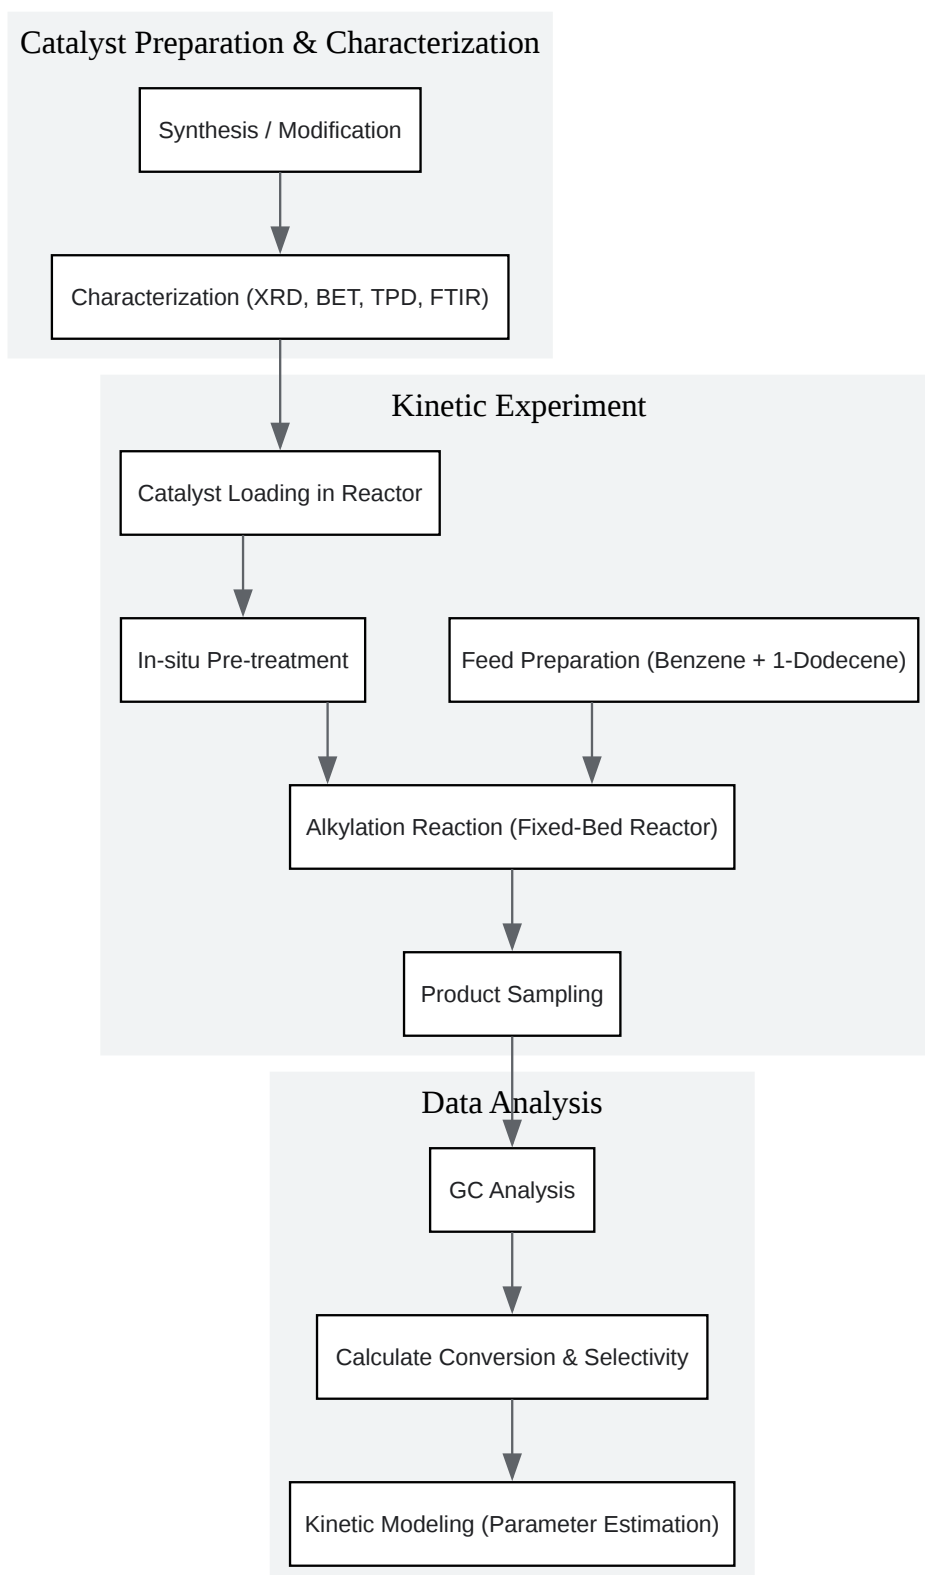 Catalyst Preparation & Characterization
Synthesis / Modification
Characterization (XRD, BET, TPD, FTIR)
Kinetic Experiment
Catalyst Loading in Reactor
In-situ Pre-treatment
Feed Preparation (Benzene + 1-Dodecene)
Alkylation Reaction (Fixed-Bed Reactor)
Product Sampling
Data Analysis
GC Analysis
Calculate Conversion & Selectivity
Kinetic Modeling (Parameter Estimation)